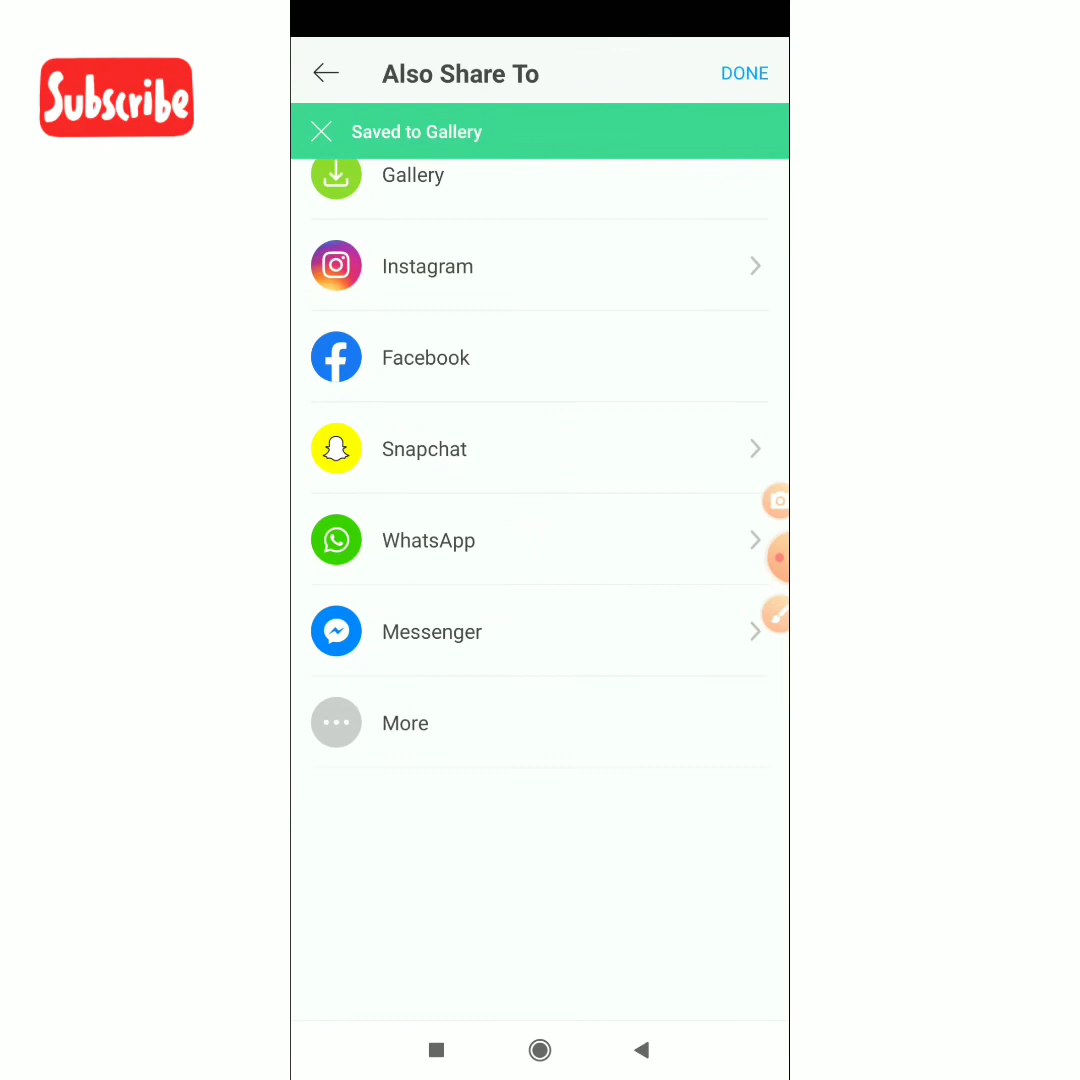 Subscribe
Also Share To
DONE
Saved to Gallery
Gallery
Instagram
Facebook
Snapchat
WhatsApp
Messenger
More